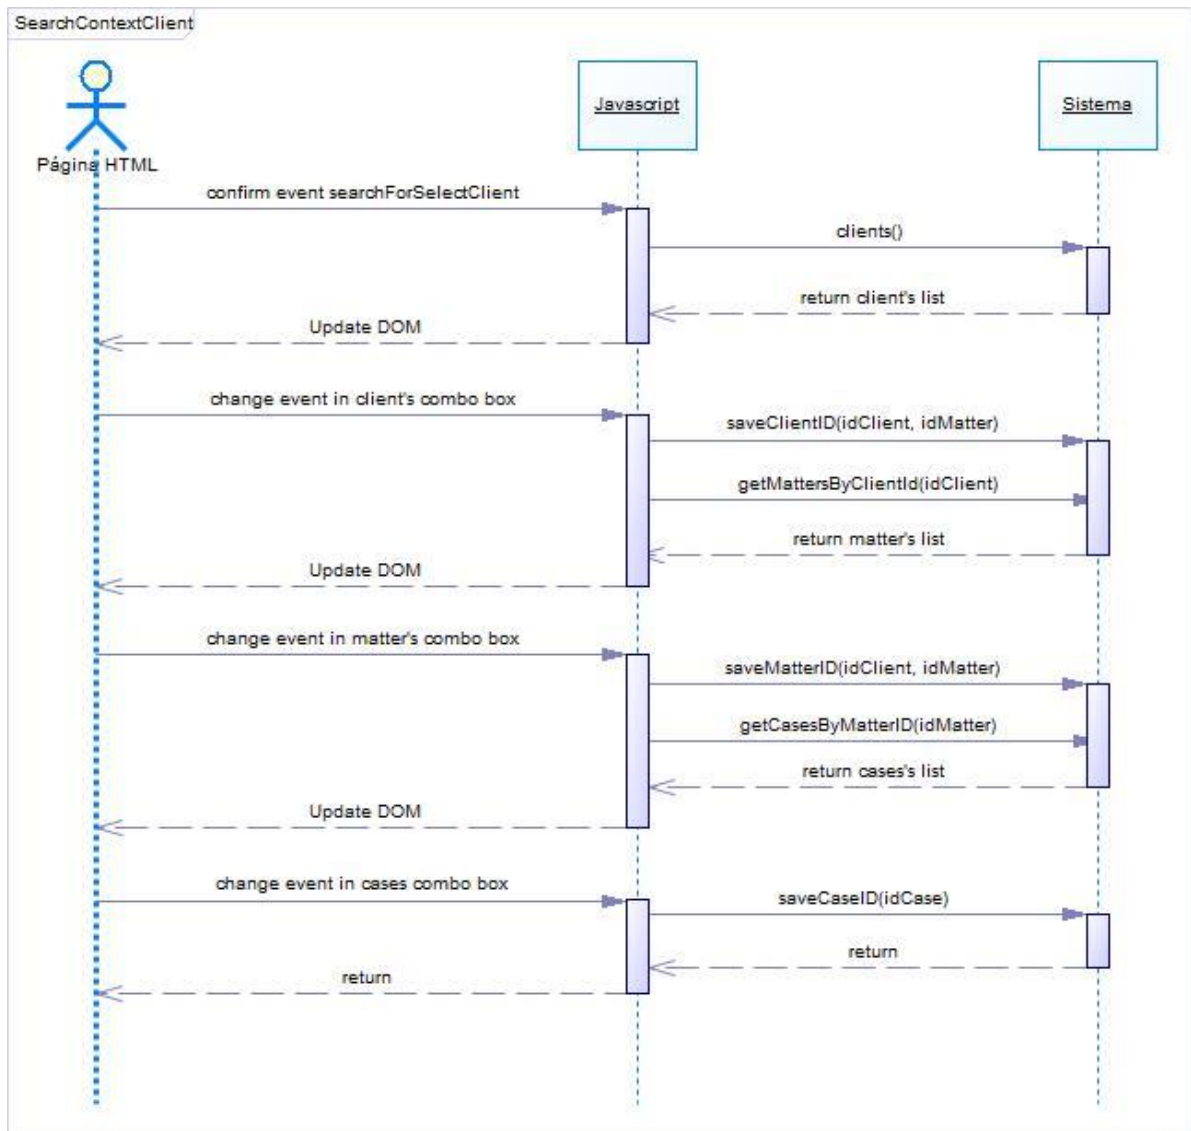 SearchContextClient
Javascript
Sistema
Página HTML
confirm event searchForSelectClient
clients()
return client's list
Update DOM
change event in client's combo box
saveClientID(idClient, idMatter)
getMattersByClientId(idClient)
return matter's list
Update DOM
change event in matter's combo box
saveMatterID(idClient, idMatter)
getCasesByMatterID(idMatter)
return cases's list
Update DOM
change event in cases combo box
saveCaseID(idCase)
return
return